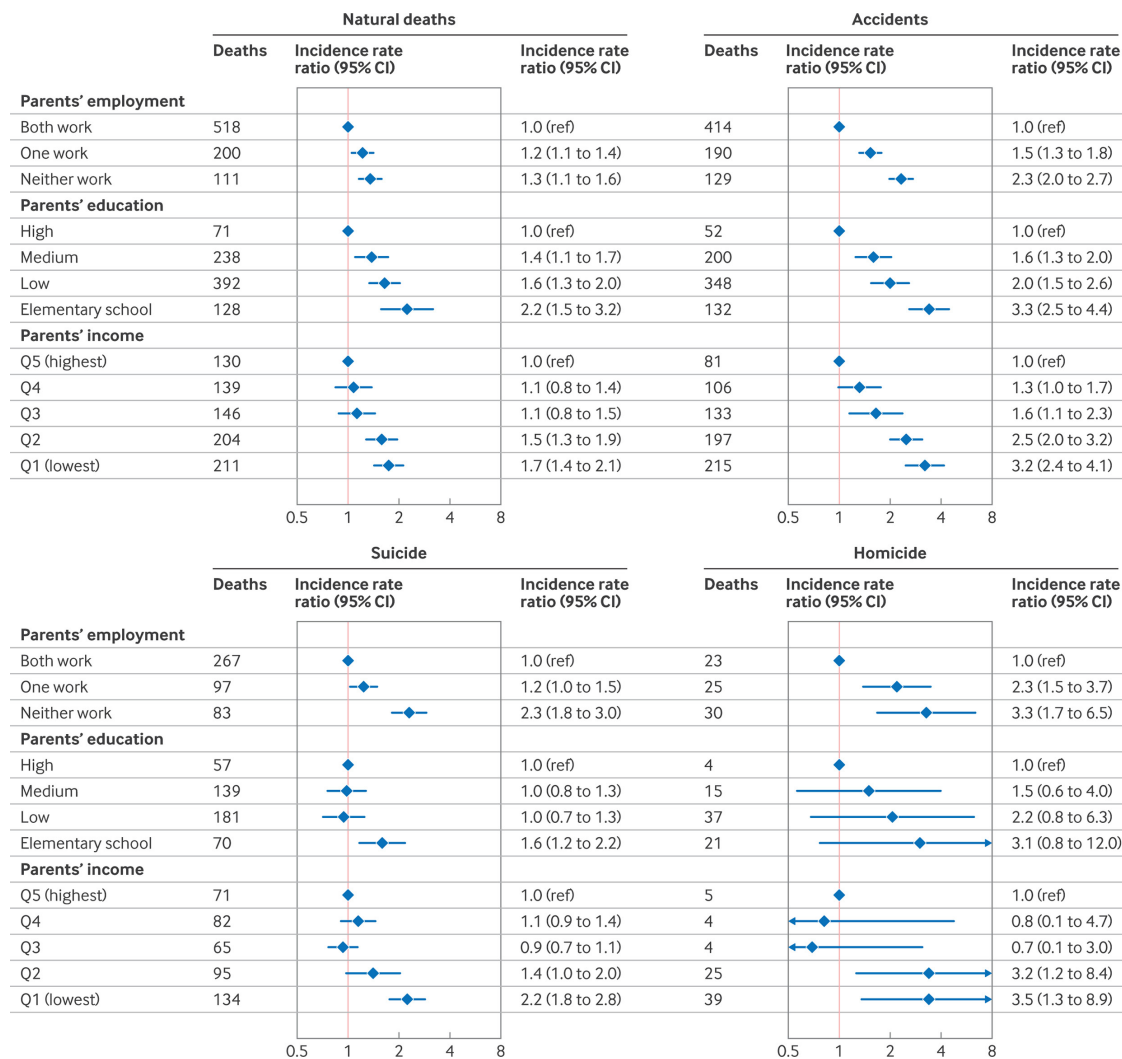 Natural deaths Accidents
Deaths Incidence rate ratio (95% CI) Incidence rate ratio (95% CI) Deaths Incidence rate ratio (95% CI) Incidence rate ratio (95% CI)
Parents’ employment
Both work 518 1.0 (ref) 414 1.0 (ref)
One work 200 1.2 (1.1 to 1.4) 190 1.5 (1.3 to 1.8)
Neither work 111 1.3 (1.1 to 1.6) 129 2.3 (2.0 to 2.7)
Parents’ education
High 71 1.0 (ref) 52 1.0 (ref)
Medium 238 1.4 (1.1 to 1.7) 200 1.6 (1.3 to 2.0)
Low 392 1.6 (1.3 to 2.0) 348 2.0 (1.5 to 2.6)
Elementary school 128 2.2 (1.5 to 3.2) 132 3.3 (2.5 to 4.4)
Parents’ income
Q5 (highest) 130 1.0 (ref) 81 1.0 (ref)
Q4 139 1.1 (0.8 to 1.4) 106 1.3 (1.0 to 1.7)
Q3 146 1.1 (0.8 to 1.5) 133 1.6 (1.1 to 2.3)
Q2 204 1.5 (1.3 to 1.9) 197 2.5 (2.0 to 3.2)
Q1 (lowest) 211 1.7 (1.4 to 2.1) 215 3.2 (2.4 to 4.1)
0.5 1 2 4 8 0.5 1 2 4 8
Suicide Homicide
Deaths Incidence rate ratio (95% CI) Incidence rate ratio (95% CI) Deaths Incidence rate ratio (95% CI) Incidence rate ratio (95% CI)
Parents’ employment
Both work 267 1.0 (ref) 23 1.0 (ref)
One work 97 1.2 (1.0 to 1.5) 25 2.3 (1.5 to 3.7)
Neither work 83 2.3 (1.8 to 3.0) 30 3.3 (1.7 to 6.5)
Parents’ education
High 57 1.0 (ref) 4 1.0 (ref)
Medium 139 1.0 (0.8 to 1.3) 15 1.5 (0.6 to 4.0)
Low 181 1.0 (0.7 to 1.3) 37 2.2 (0.8 to 6.3)
Elementary school 70 1.6 (1.2 to 2.2) 21 3.1 (0.8 to 12.0)
Parents’ income
Q5 (highest) 71 1.0 (ref) 5 1.0 (ref)
Q4 82 1.1 (0.9 to 1.4) 4 0.8 (0.1 to 4.7)
Q3 65 0.9 (0.7 to 1.1) 4 0.7 (0.1 to 3.0)
Q2 95 1.4 (1.0 to 2.0) 25 3.2 (1.2 to 8.4)
Q1 (lowest) 134 2.2 (1.8 to 2.8) 39 3.5 (1.3 to 8.9)
0.5 1 2 4 8 0.5 1 2 4 8